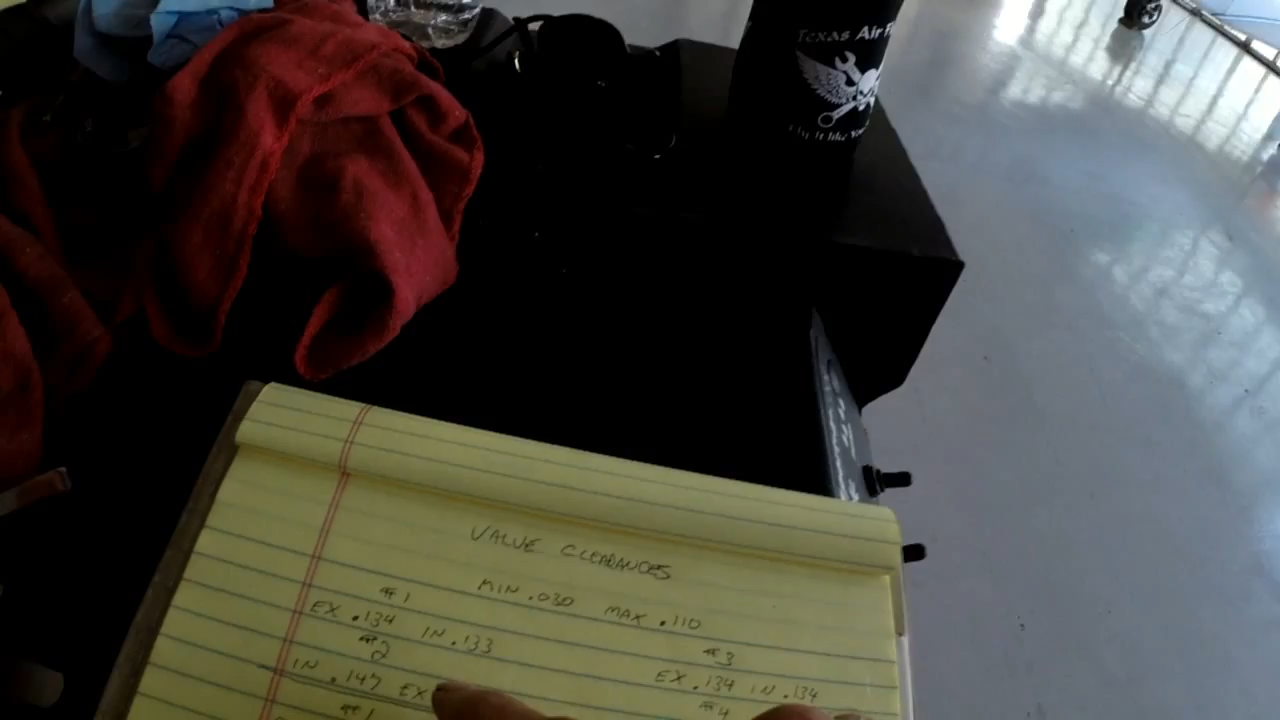 Texas Air
VALVE CLEARANCES
MIN .030 MAX .110
#1
EX .134 IN .133
#2
IN .147 EX
#1
#3
EX .134 IN .134
#4